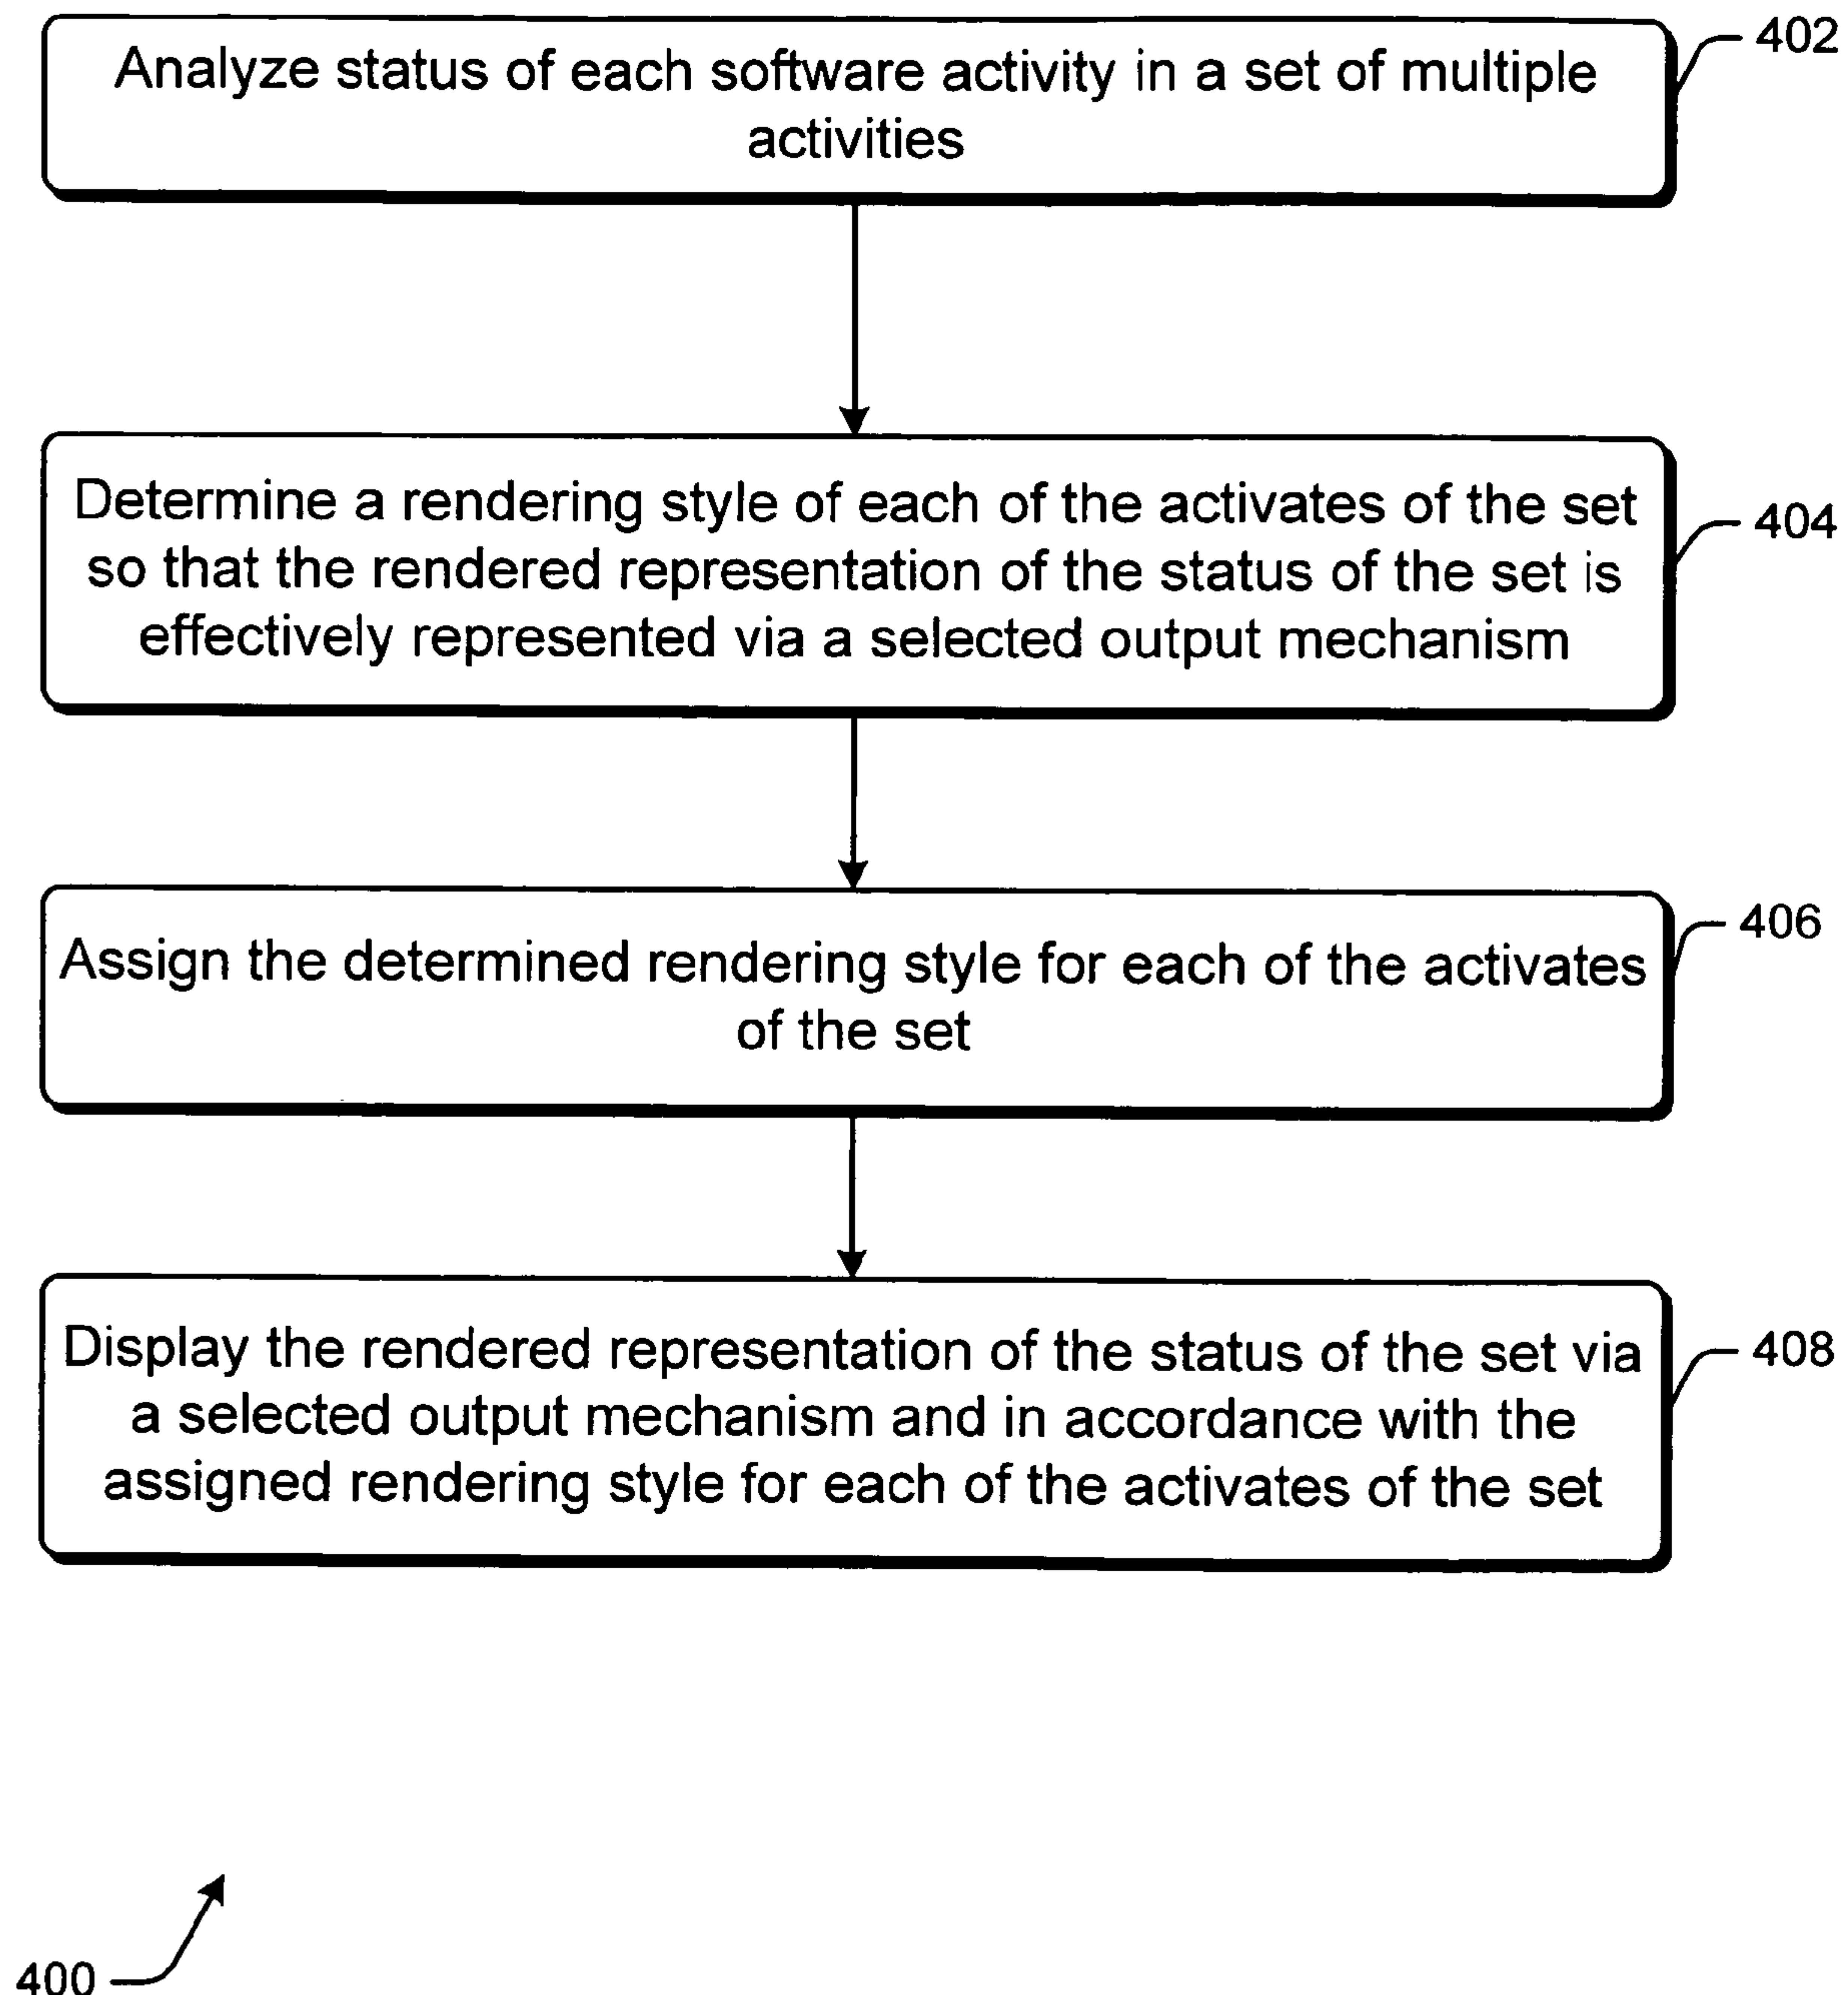 Analyze status of each software activity in a set of multiple
activities
402
Determine a rendering style of each of the activates of the set
so that the rendered representation of the status of the set is
effectively represented via a selected output mechanism
404
Assign the determined rendering style for each of the activates
of the set
406
Display the rendered representation of the status of the set via
a selected output mechanism and in accordance with the
assigned rendering style for each of the activates of the set
408
400